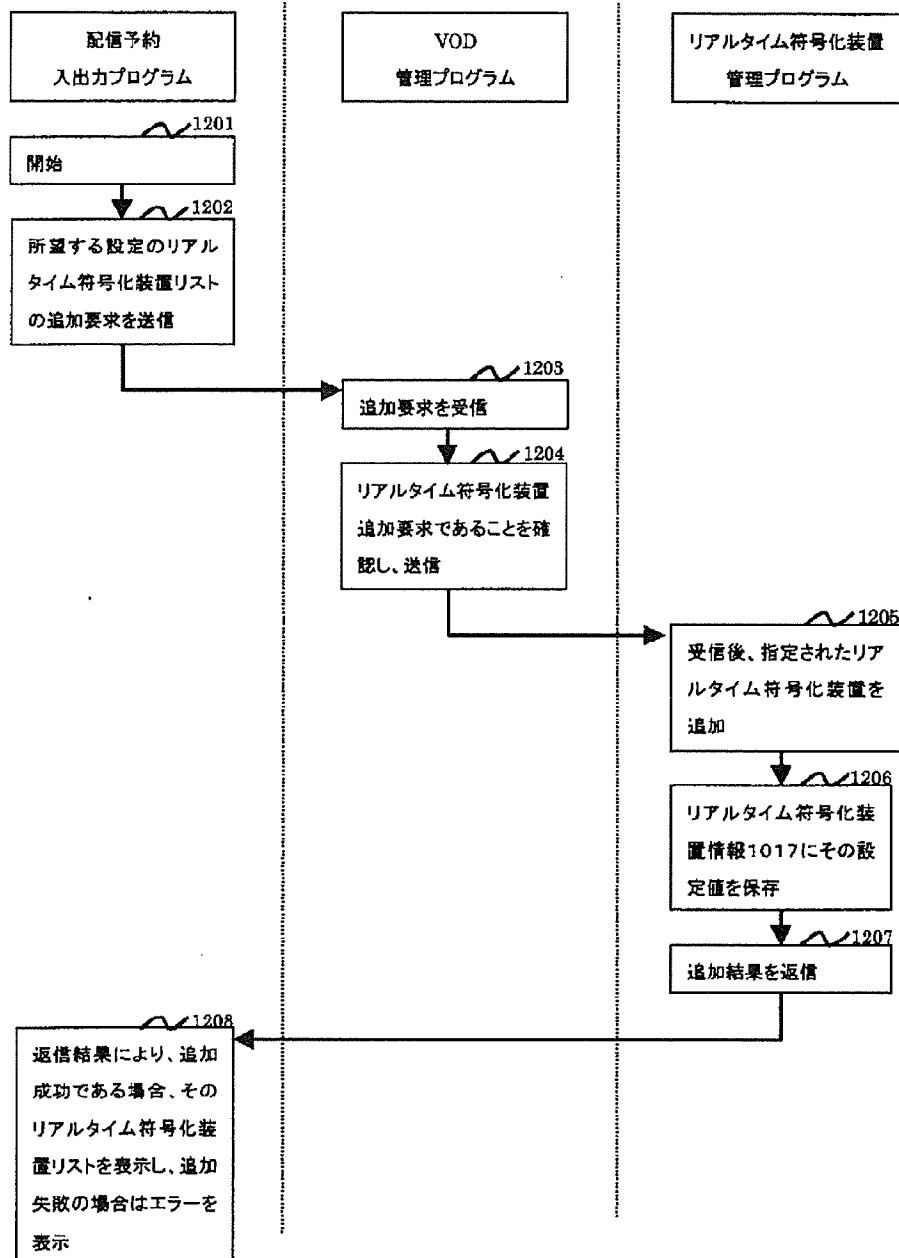 配信予約
入出力プログラム
VOD
管理プログラム
リアルタイム符号化装置
管理プログラム
1201
開始
1202
所望する設定のリアル
タイム符号化装置リスト
の追加要求を送信
1203
追加要求を受信
1204
リアルタイム符号化装置
追加要求であることを確
認し、送信
1205
受信後、指定されたリア
ルタイム符号化装置を
追加
1206
リアルタイム符号化装
置情報1017にその設
定値を保存
1207
追加結果を返信
1208
返信結果により、追加
成功である場合、その
リアルタイム符号化装
置リストを表示し、追加
失敗の場合はエラーを
表示